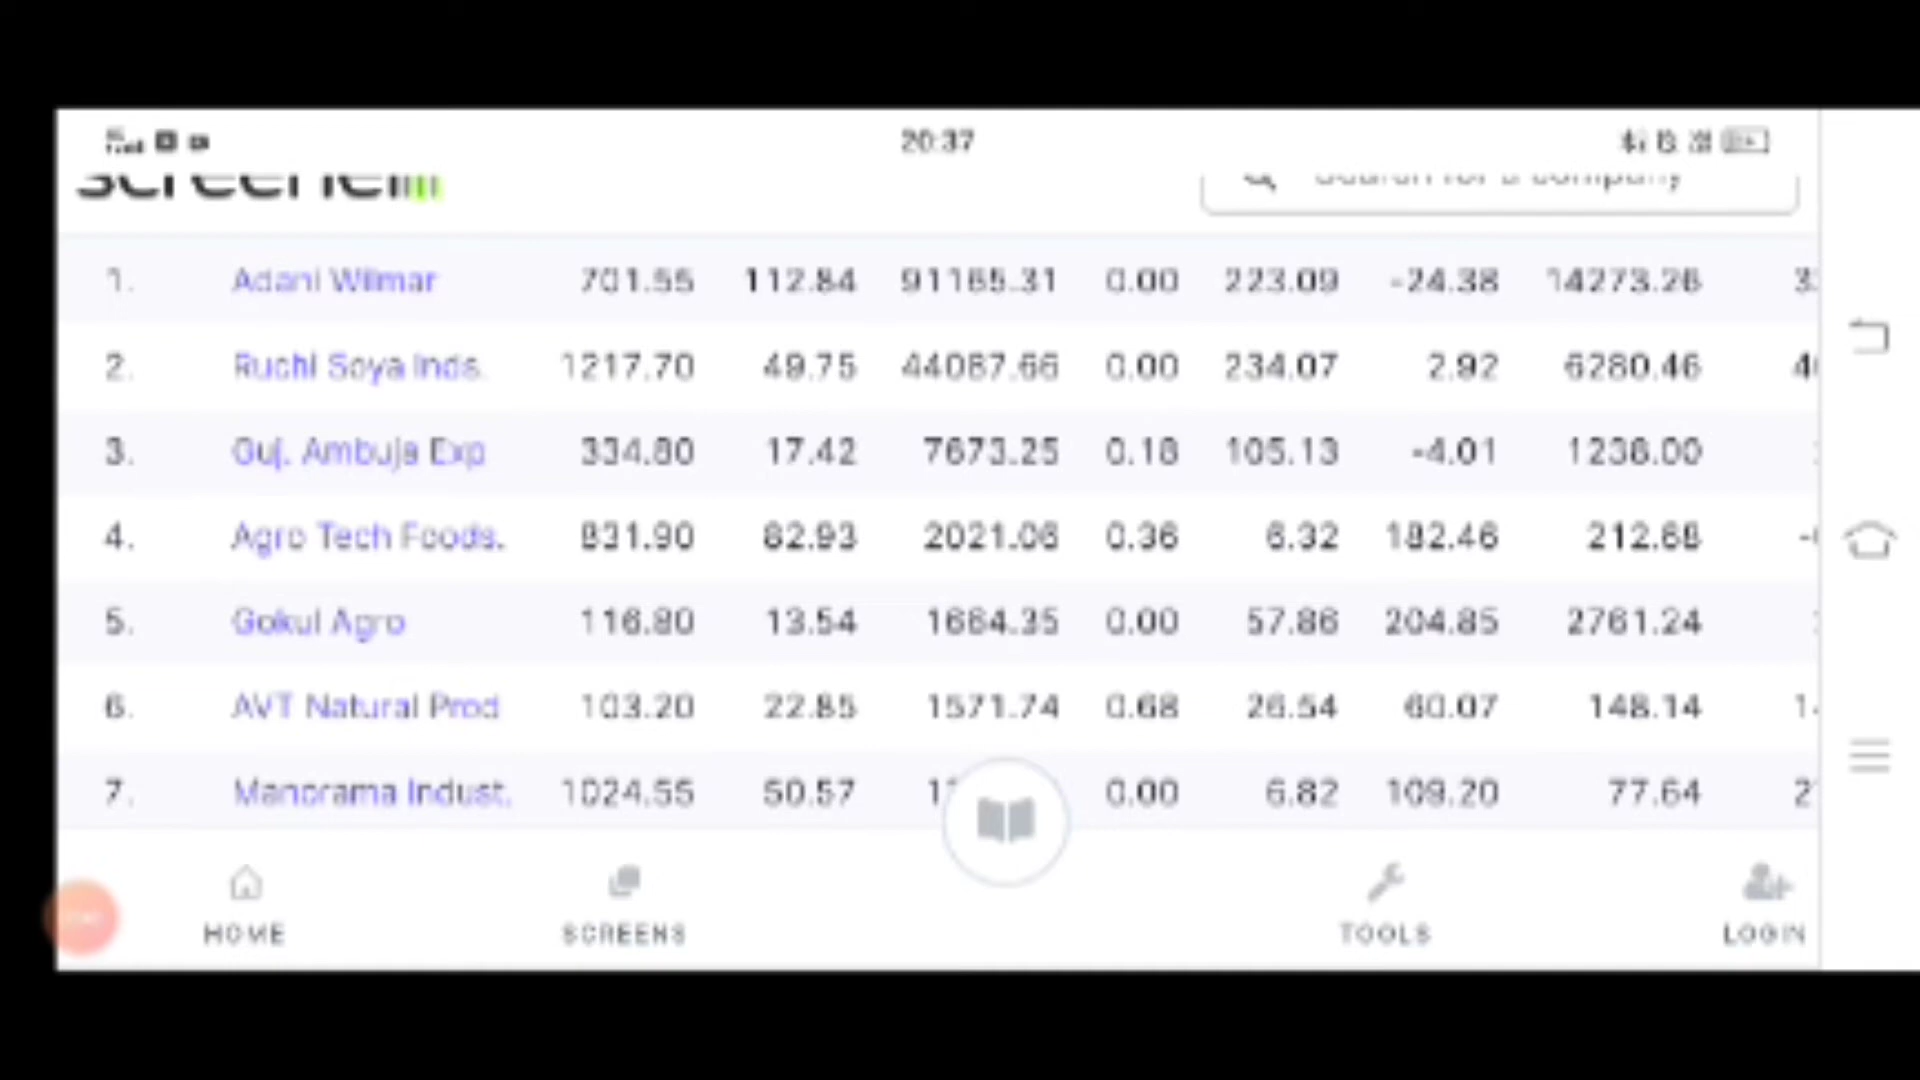 20:37
screener
Search for a company
1. Adani Wilmar 701.55 112.84 91165.31 0.00 223.09 -24.38 14273.26
2. Ruchi Soya Inds. 1217.70 49.75 44087.66 0.00 234.07 2.92 6280.46
3. Guj. Ambuja Exp 334.80 17.42 7673.25 0.18 105.13 -4.01 1238.00
4. Agro Tech Foods. 831.90 82.93 2021.06 0.36 6.32 182.46 212.68
5. Gokul Agro 116.80 13.54 1664.35 0.00 57.86 204.85 2761.24
6. AVT Natural Prod 103.20 22.85 1571.74 0.68 26.54 60.07 148.14
7. Manorama Indust. 1024.55 50.57 0.00 6.82 109.20 77.64
HOME SCREENS TOOLS LOGIN